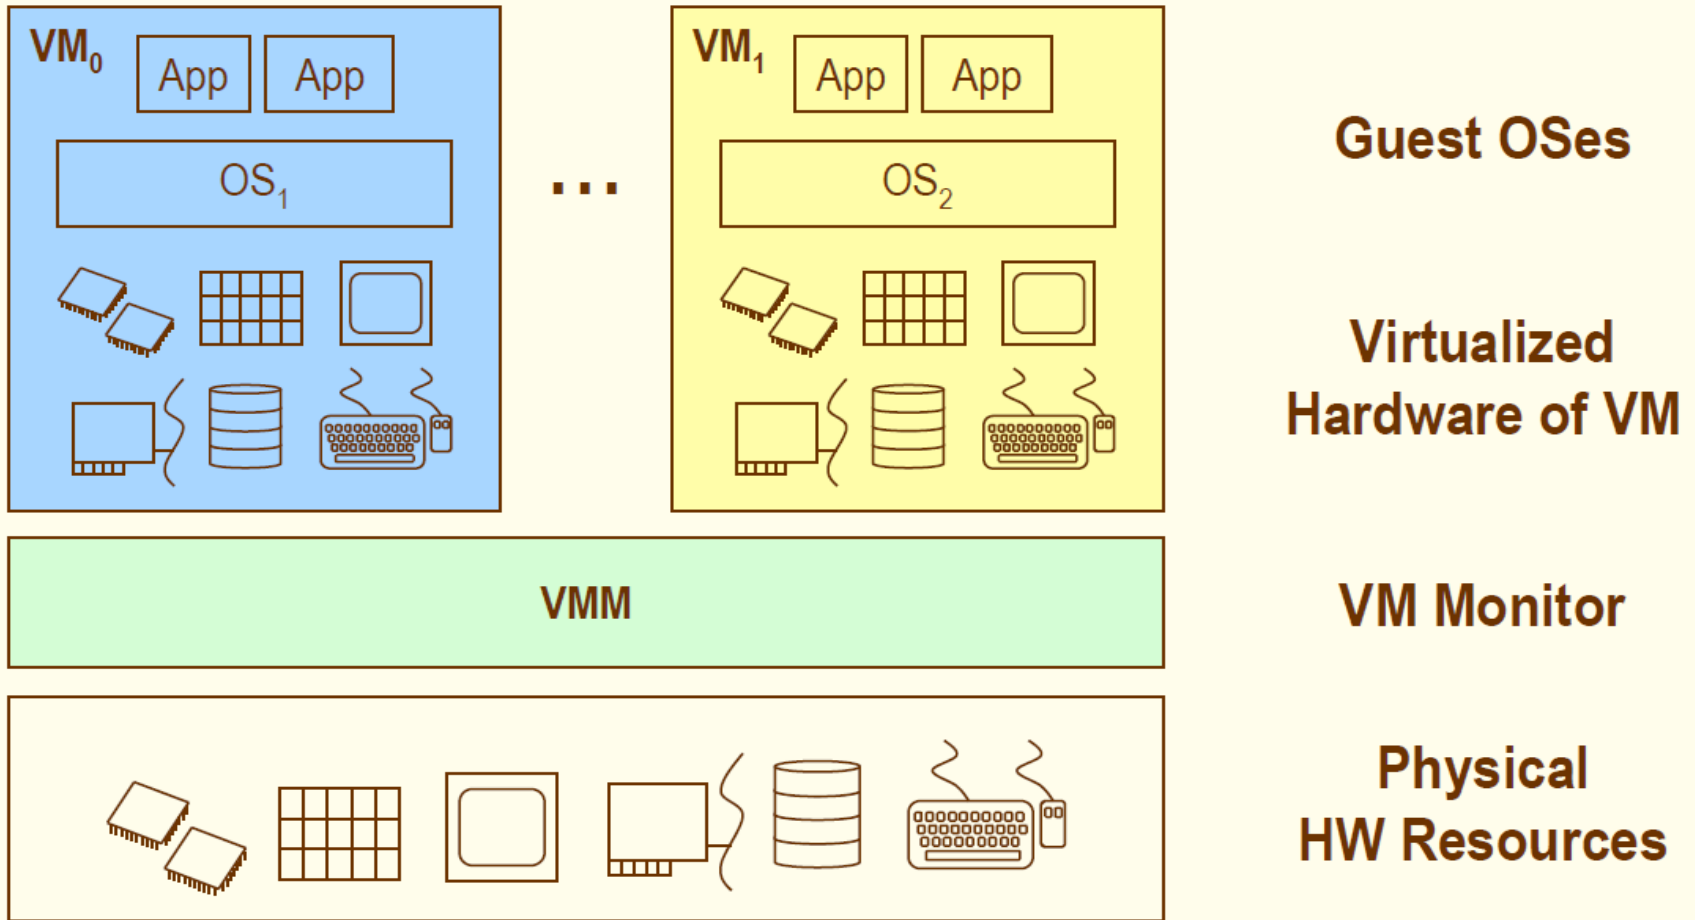 VM₀
App App
OS₁
...
VM₁
App App
OS₂
Guest OSes
Virtualized
Hardware of VM
VMM
VM Monitor
Physical
HW Resources